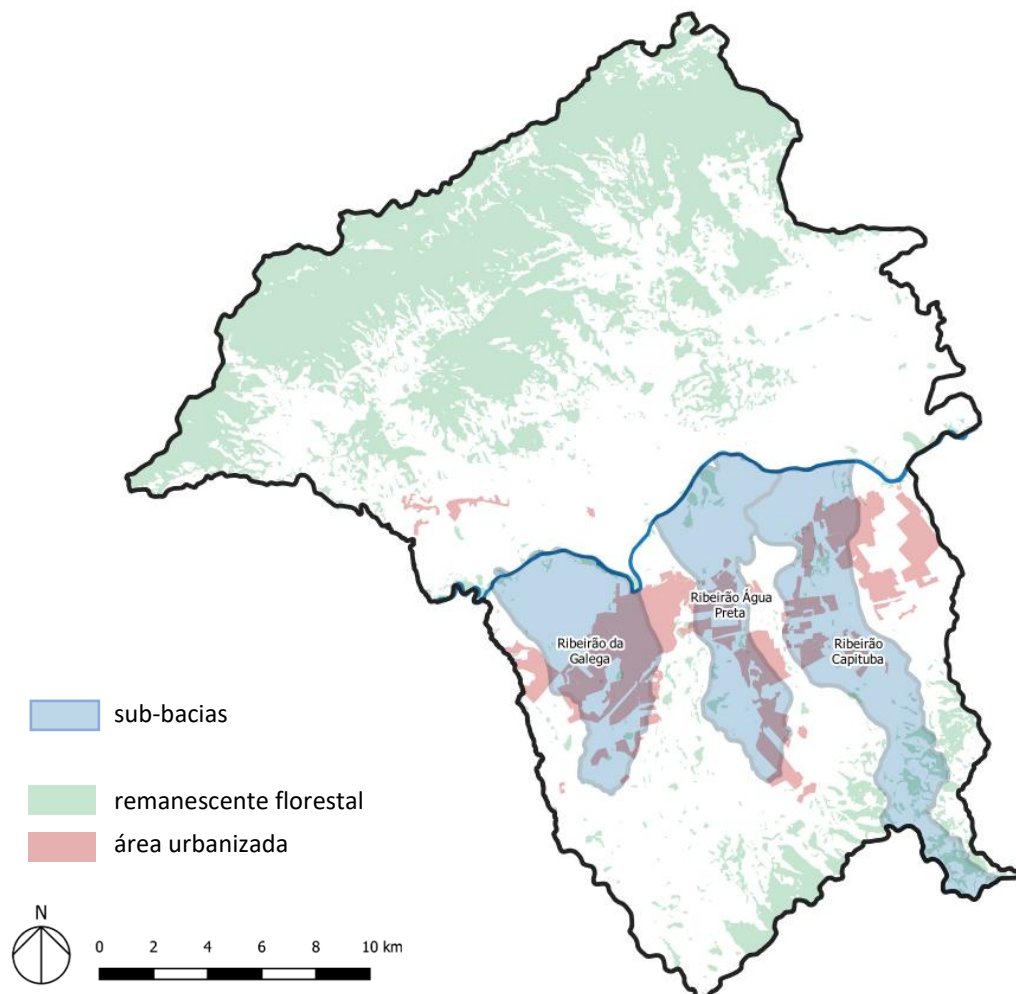 Ribeirão Água
Preta
Ribeirão da
Galega
Ribeirão
Capituba
sub-bacias
remanescente florestal
área urbanizada
N
0 2 4 6 8 10 km